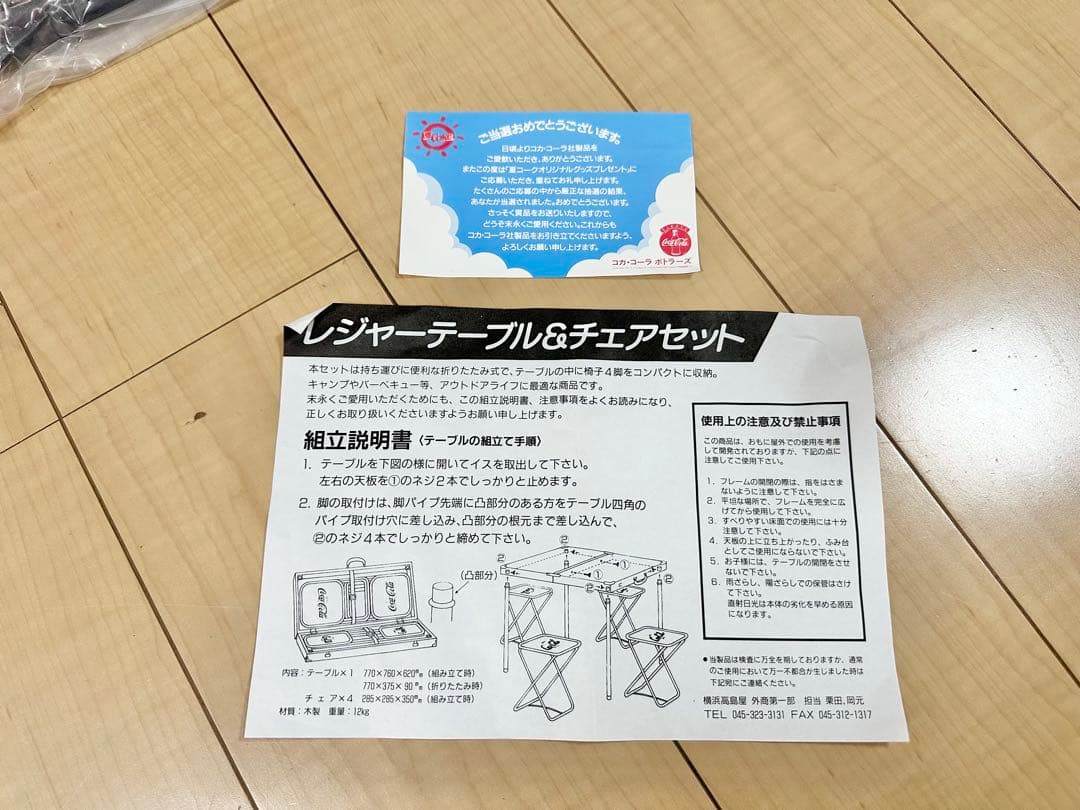 ご当選おめでとうございます。
日頃よりコカ・コーラ社製品を
ご愛飲いただき、ありがとうございます。
またこの度は「夏コークオリジナルグッズプレゼント」に
ご応募いただき、重ねてお礼申し上げます。
たくさんのご応募の中から厳正な抽選の結果、
あなたが当選されました。おめでとうございます。
さっそく賞品をお送りいたしますので、
どうぞ末永くご愛用ください。これからも
コカ・コーラ社製品をお引き立てくださいますよう、
よろしくお願い申し上げます。
Coca-Cola
コカ・コーラ ボトラーズ
レジャーテーブル&チェアセット
本セットは持ち運びに便利な折りたたみ式で、テーブルの中に椅子4脚をコンパクトに収納。
キャンプやバーベキュー等、アウトドアライフに最適な商品です。
末永くご愛用いただくためにも、この組立説明書、注意事項をよくお読みになり、
正しくお取り扱いくださいますようお願い申し上げます。
組立説明書〈テーブルの組立て手順〉
1. テーブルを下図の様に開いてイスを取出して下さい。
左右の天板を①のネジ2本でしっかりと止めます。
2. 脚の取付けは、脚パイプ先端に凸部分のある方をテーブル四角の
パイプ取付け穴に差し込み、凸部分の根元まで差し込んで、
②のネジ4本でしっかりと締めて下さい。
(凸部分)
Coca-Cola
Coca-Cola
②
②
②
②
①
①
内容:テーブル×1 770×760×620㎜(組み立て時)
770×375×90㎜(折りたたみ時)
チェア×4 285×285×350㎜(組み立て時)
材質:木製 重量:12kg
使用上の注意及び禁止事項
この商品は、おもに屋外での使用を考慮
して開発されておりますが、下記の点に
注意してご使用下さい。
1. フレームの開閉の際は、指をはさま
ないように注意して下さい。
2. 平坦な場所で、フレームを完全に広
げてから使用して下さい。
3. すべりやすい床面での使用には十分
注意して下さい。
4. 天板の上に立ち上がったり、ふみ台
としてご使用にならないで下さい。
5. お子様には、テーブルの開閉をさせ
ないで下さい。
6. 雨ざらし、陽ざらしでの保管はさけ
て下さい。
直射日光は本体の劣化を早める原因
になります。
●当製品は検査に万全を期しておりますか、通常
のご使用において万一不都合が生じました時は
下記宛にご連絡ください。
横浜高島屋 外商第一部 担当 栗田、岡元
TEL 045-323-3131 FAX 045-312-1317